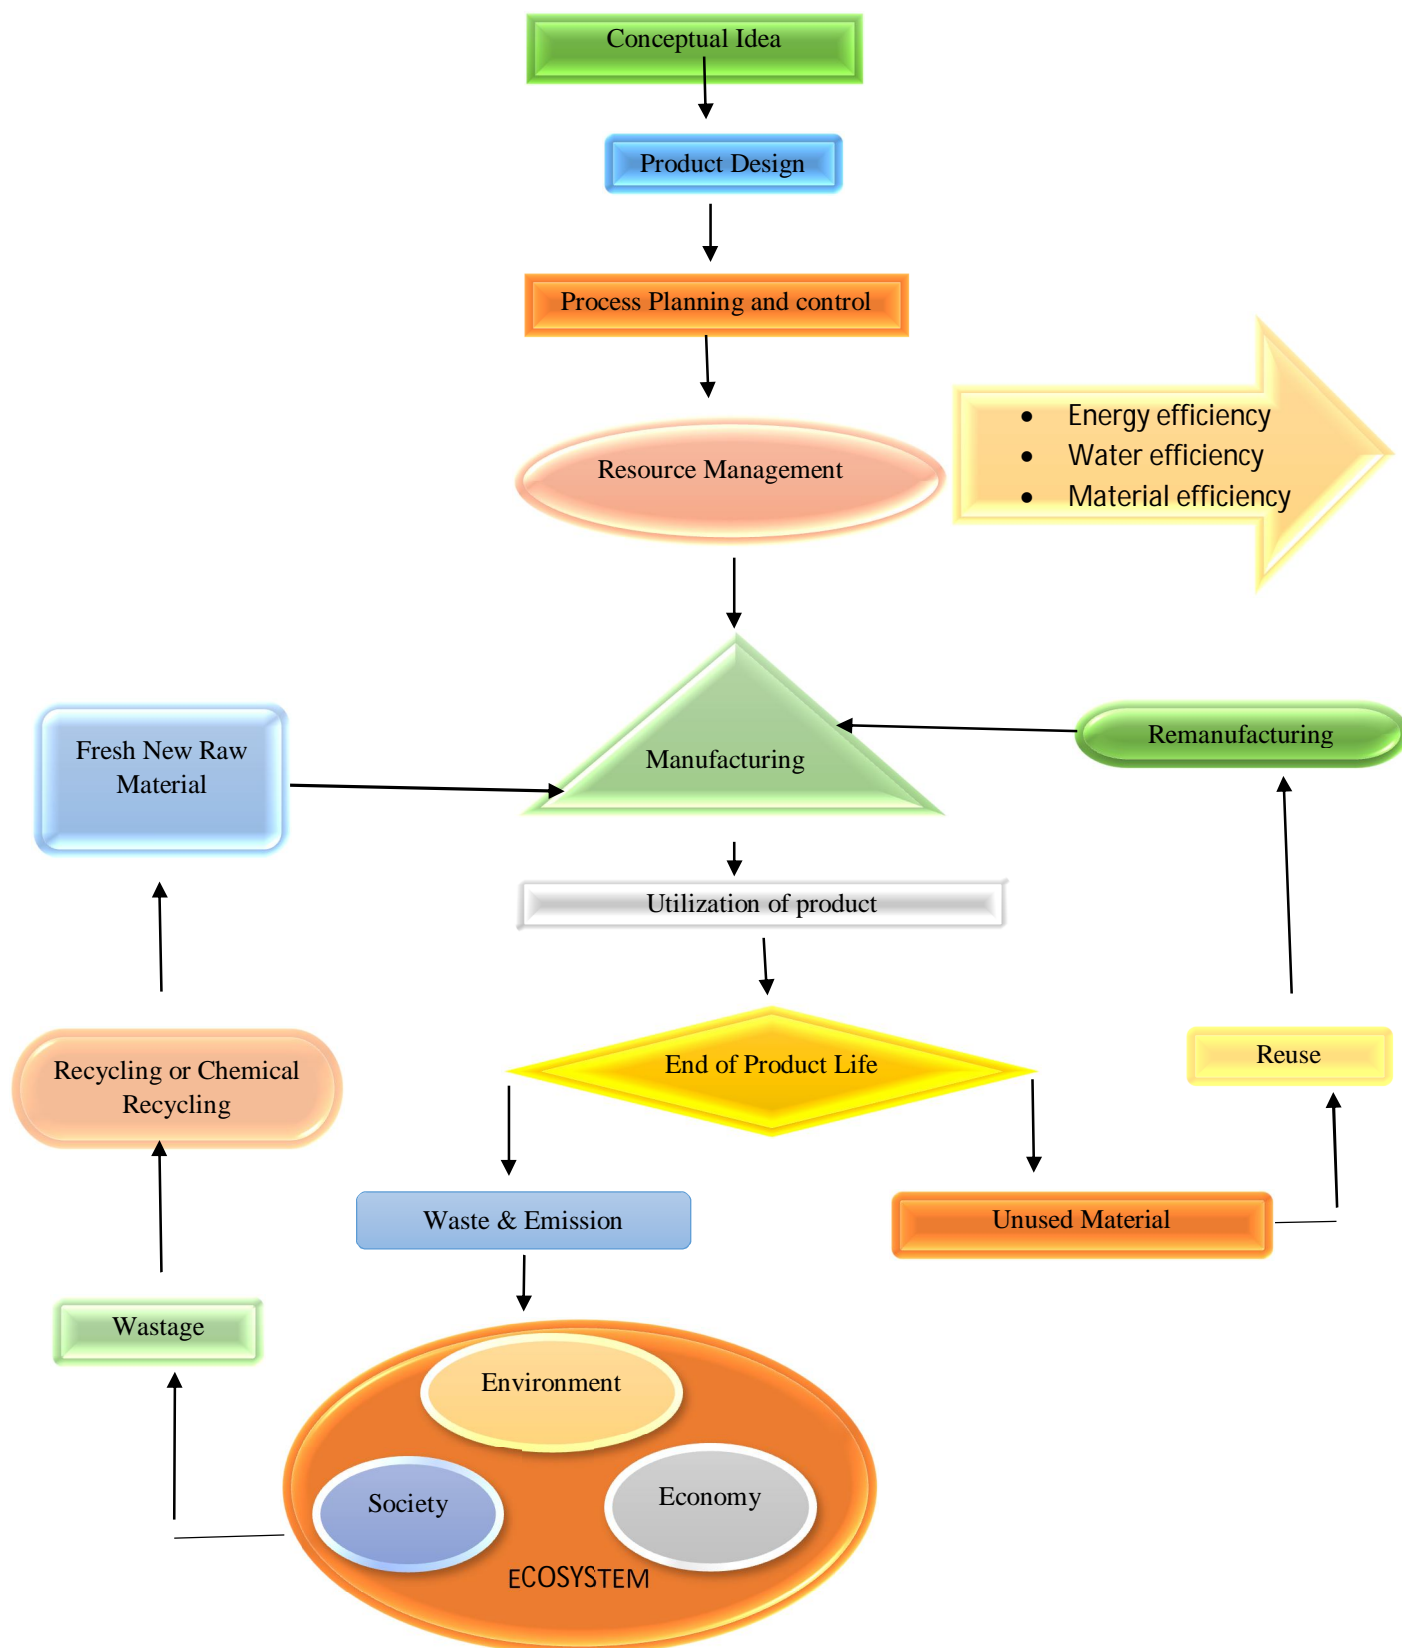 Conceptual Idea
Product Design
Process Planning and control
Resource Management
• Energy efficiency
• Water efficiency
• Material efficiency
Fresh New Raw
Material
Manufacturing
Remanufacturing
Utilization of product
End of Product Life
Recycling or Chemical
Recycling
Reuse
Waste & Emission
Unused Material
Wastage
Environment
Society
Economy
ECOSYSTEM